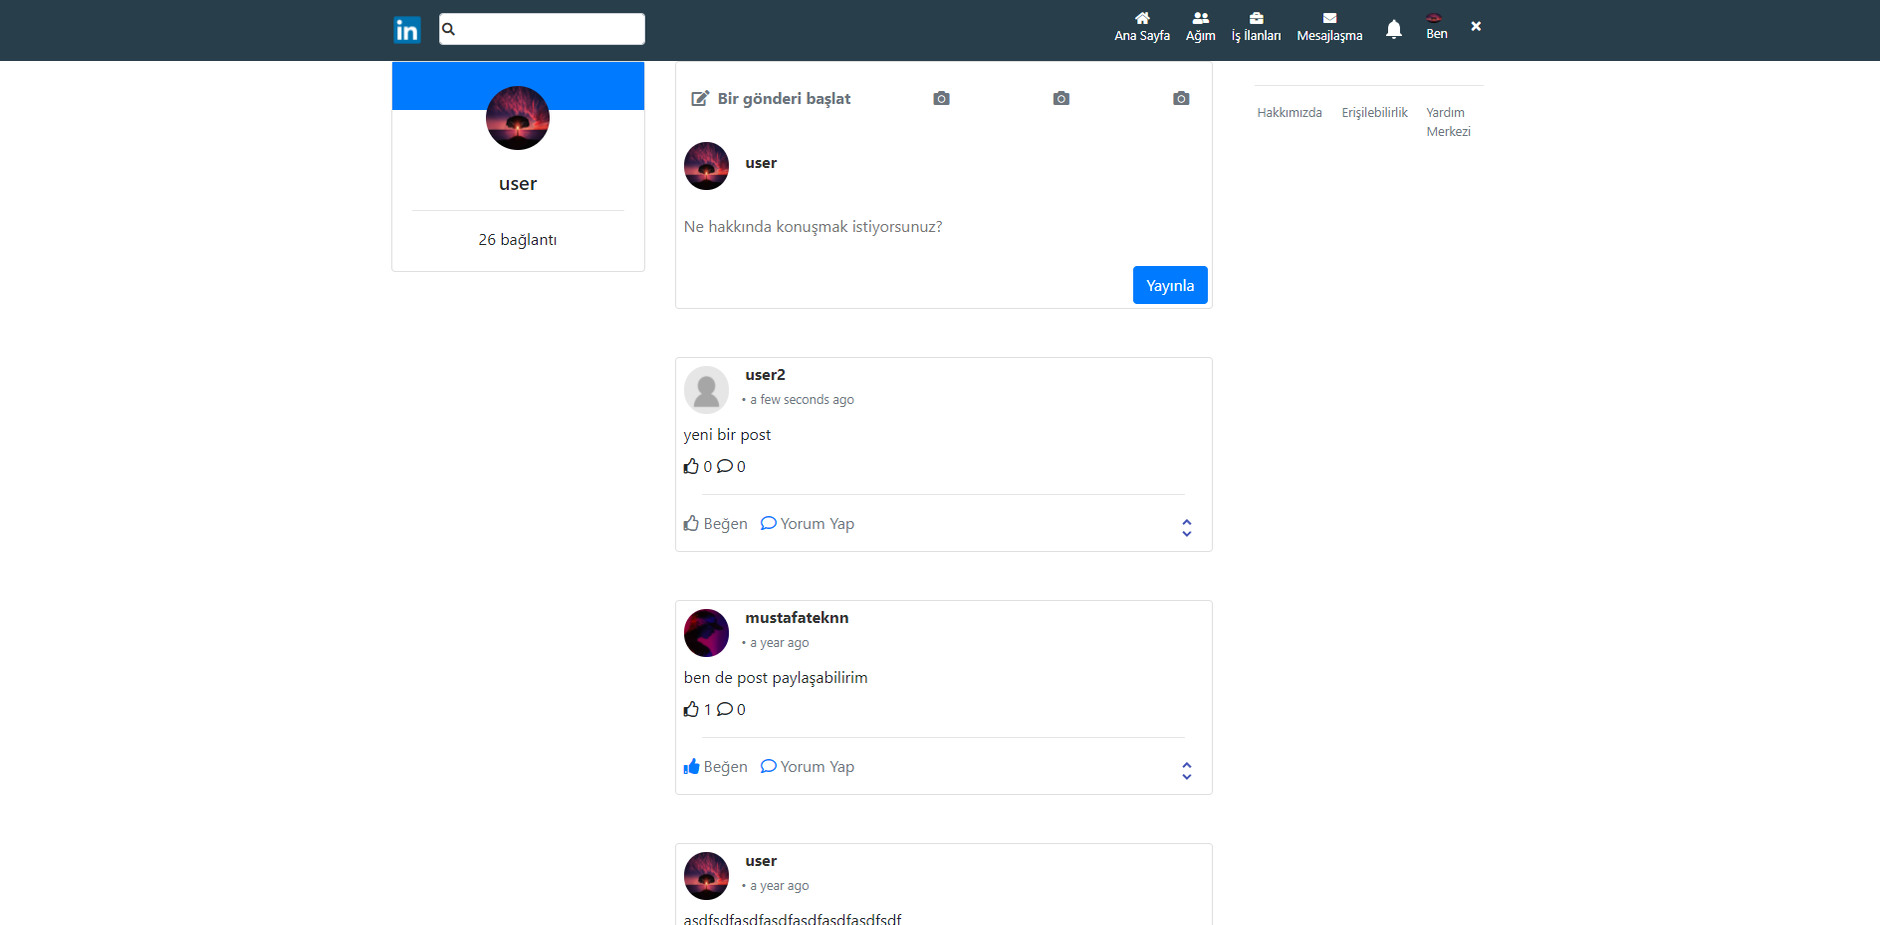 in
Ana Sayfa
Ağım
İş İlanları
Mesajlaşma
Ben
user
26 bağlantı
Bir gönderi başlat
user
Ne hakkında konuşmak istiyorsunuz?
Yayınla
user2
• a few seconds ago
yeni bir post
0 0
Beğen Yorum Yap
mustafateknn
• a year ago
ben de post paylaşabilirim
1 0
Beğen Yorum Yap
user
• a year ago
asdfsdfasdfasdfasdfasdfasdfsdf
Hakkımızda
Erişilebilirlik
Yardım
Merkezi